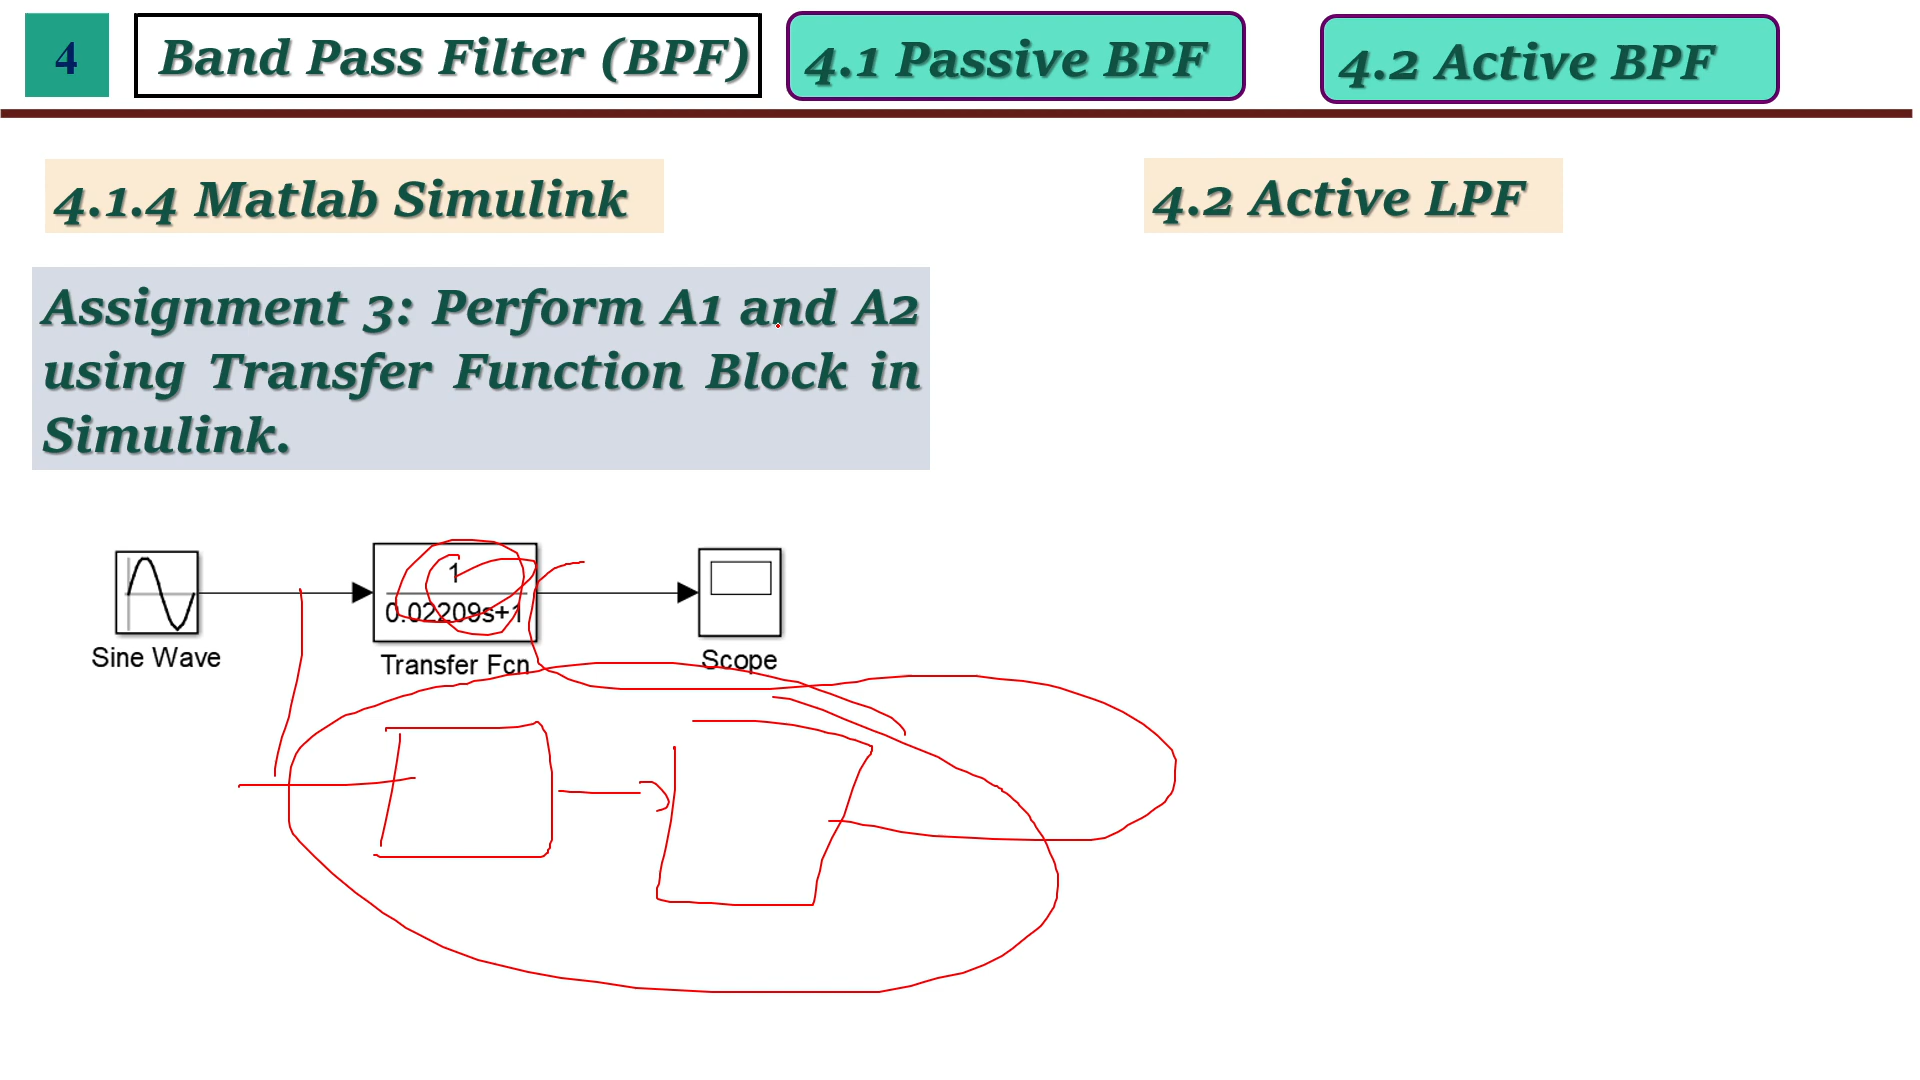 4
Band Pass Filter (BPF)
4.1 Passive BPF
4.2 Active BPF
4.1.4 Matlab Simulink
4.2 Active LPF
Assignment 3: Perform A1 and A2
using Transfer Function Block in
Simulink.
1
0.02209s+1
Sine Wave
Transfer Fcn
Scope